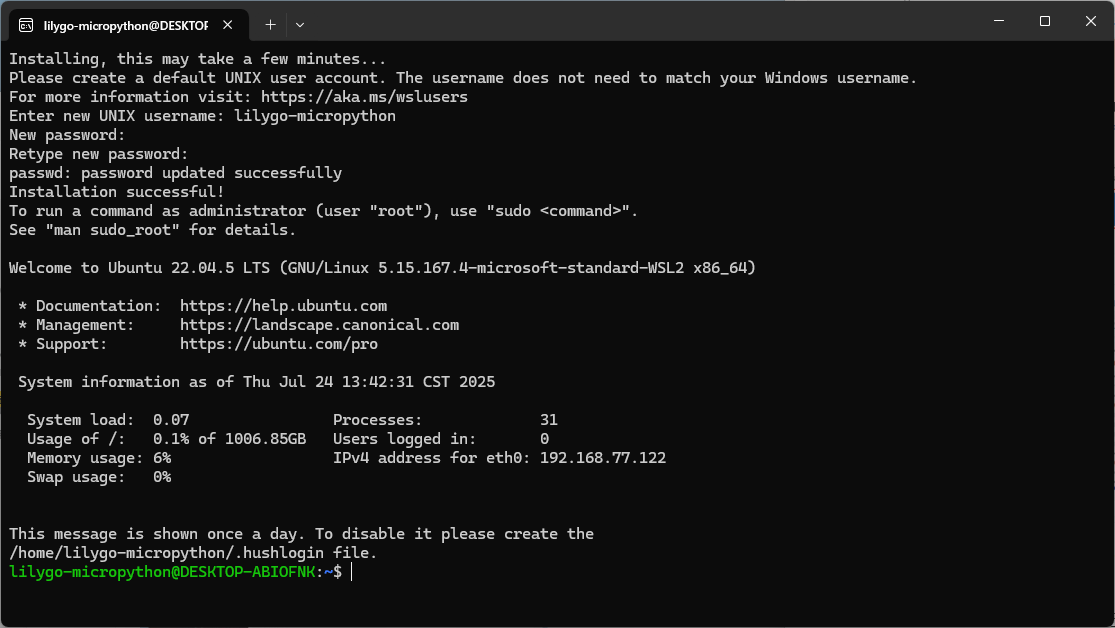 lilygo-micropython@DESKTOP
Installing, this may take a few minutes...
Please create a default UNIX user account. The username does not need to match your Windows username.
For more information visit: https://aka.ms/wslusers
Enter new UNIX username: lilygo-micropython
New password:
Retype new password:
passwd: password updated successfully
Installation successful!
To run a command as administrator (user "root"), use "sudo <command>".
See "man sudo_root" for details.

Welcome to Ubuntu 22.04.5 LTS (GNU/Linux 5.15.167.4-microsoft-standard-WSL2 x86_64)

 * Documentation:  https://help.ubuntu.com
 * Management:     https://landscape.canonical.com
 * Support:        https://ubuntu.com/pro

 System information as of Thu Jul 24 13:42:31 CST 2025

  System load:  0.07                Processes:             31
  Usage of /:   0.1% of 1006.85GB   Users logged in:       0
  Memory usage: 6%                  IPv4 address for eth0: 192.168.77.122
  Swap usage:   0%


This message is shown once a day. To disable it please create the
/home/lilygo-micropython/.hushlogin file.
lilygo-micropython@DESKTOP-ABIOFNK:~$